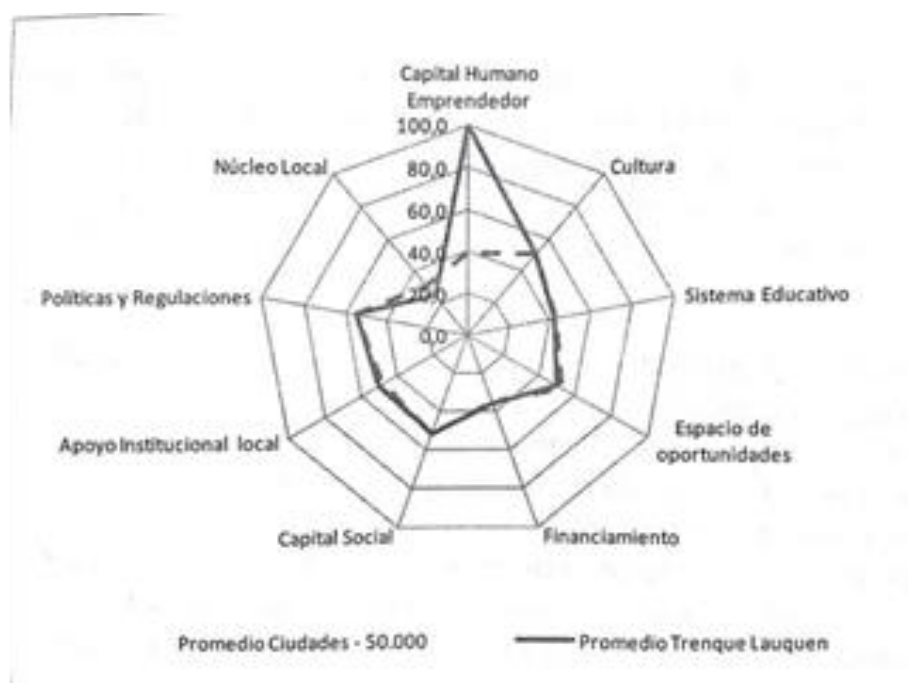 Capital Humano
Emprendedor
100,0
Núcleo Local
Cultura
80,0
60,0
40,0
Políticas y Regulaciones
20,0
Sistema Educativo
0,0
Apoyo Institucional local
Espacio de
oportunidades
Capital Social
Financiamiento
Promedio Ciudades - 50.000
Promedio Trenque Lauquen